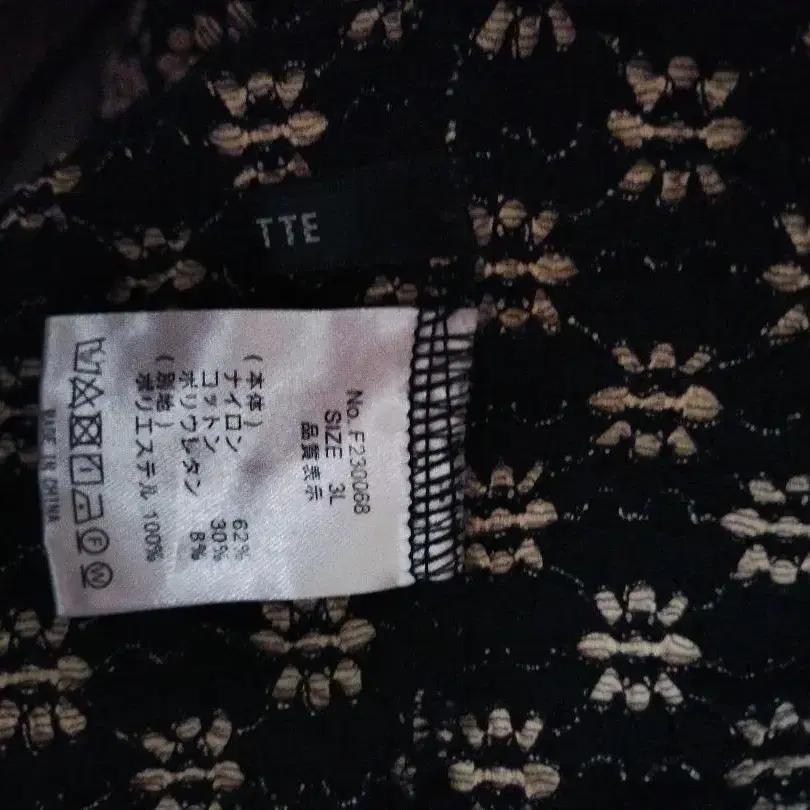 TTE
No. F230068
SIZE 3L
品質表示
(本体)
ナイロン 62%
コットン 30%
ポリウレタン 8%
(別地)
ポリエステル 100%
F W
MADE IN CHINA